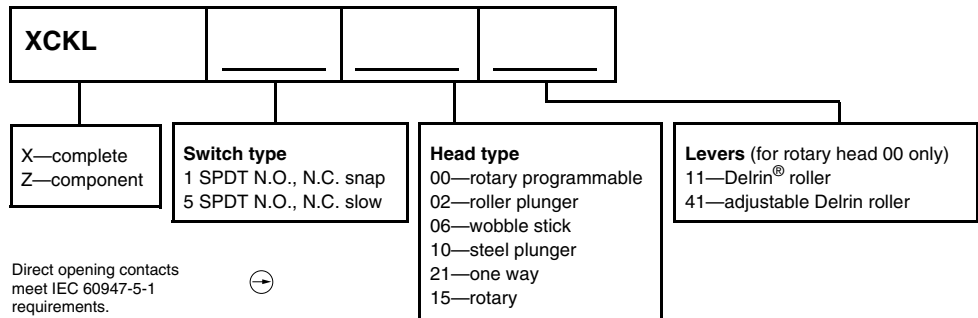 XCKL
X—complete
Z—component
Switch type
1 SPDT N.O., N.C. snap
5 SPDT N.O., N.C. slow
Head type
00—rotary programmable
02—roller plunger
06—wobble stick
10—steel plunger
21—one way
15—rotary
Levers (for rotary head 00 only)
11—Delrin® roller
41—adjustable Delrin roller
Direct opening contacts
meet IEC 60947-5-1
requirements.